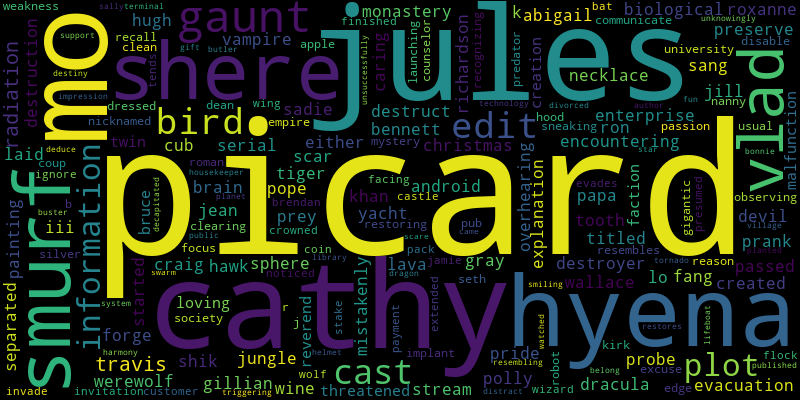 weakness
sally
terminal
hugh
monastery
k
abigail
bat
biological
roxanne
finished
communicate
unknowingly
radiation
destruction
mo
support
recall
clean
gaunt
vampire
apple
caring
launching
counselor
richardson
recognizing
university
preserve
disable
jules
shere
tends
gift
butler
unsuccessfully
predator
creation
necklace
sang
vlad
destiny
impression
dressed
dean
wing
sadie
destruct
technology
divorced
author
fun
jill
nanny
nicknamed
bird
empire
bennett
edit
hood
enterprise
sneaking
ron
passion
usual
malfunction
deduce
twin
cub
serial
either
mystery
christmas
encountering
star
bonnie
laid
coup
ignore
roman
scar
tiger
facing
android
overhearing
explanation
papa
faction
evades
gigantic
presumed
observing
b
buster
housekeeper
brain
pope
brendan
khan
castle
tooth
devil
village
smurf
information
iii
silver
painting
picard
bruce
decapitated
jean
planet
prey
yacht
restoring
pub
titled
prank
public
clearing
crowned
came
resembles
reason
separated
focus
coin
scare
pack
destroyer
tornado
craig
hawk
sphere
library
lava
jamie
gray
wallace
lo
fang
passed
started
swarm
noticed
dragon
seth
created
system
loving
cathy
hyena
smiling
society
r
j
reverend
stake
mistakenly
payment
extended
watched
restores
lifeboat
forge
harmony
shik
helmet
implant
pride
resembling
robot
kirk
probe
plot
flock
travis
jungle
wolf
cast
polly
belong
excuse
published
werewolf
gillian
wine
threatened
stream
distract
wizard
dracula
edge
evacuation
invade
invitation
customer
triggering